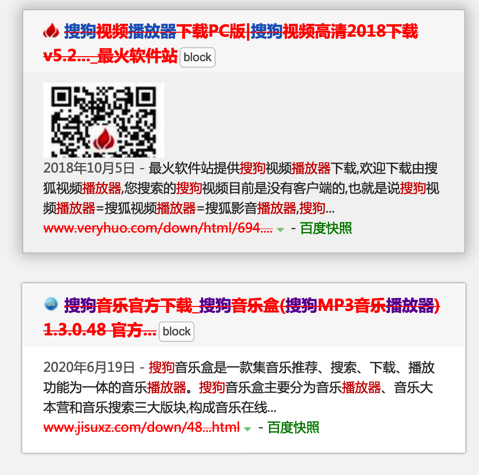 搜狗视频播放器下载PC版|搜狗视频高清2018下载
v5.2..._最火软件站 block
2018年10月5日 - 最火软件站提供搜狗视频播放器下载,欢迎下载由搜
狐视频播放器,您搜索的搜狗视频目前是没有客户端的,也就是说搜狗视
频播放器=搜狐视频播放器=搜狐影音播放器,搜狗...
www.veryhuo.com/down/html/694.... - 百度快照
搜狗音乐官方下载_搜狗音乐盒(搜狗MP3音乐播放器)
1.3.0.48 官方... block
2020年6月19日 - 搜狗音乐盒是一款集音乐推荐、搜索、下载、播放
功能为一体的音乐播放器。搜狗音乐盒主要分为音乐播放器、音乐大
本营和音乐搜索三大版块,构成音乐在线...
www.jisuxz.com/down/48...html - 百度快照